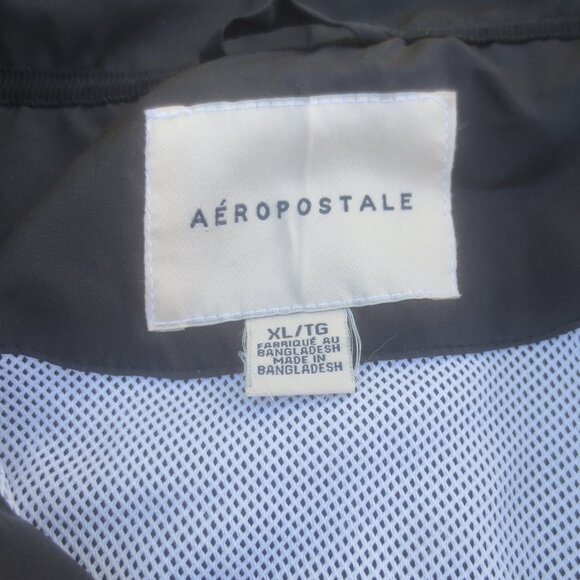 AÉROPOSTALE
XL/TG
FABRIQUÉ AU
BANGLADESH
MADE IN
BANGLADESH